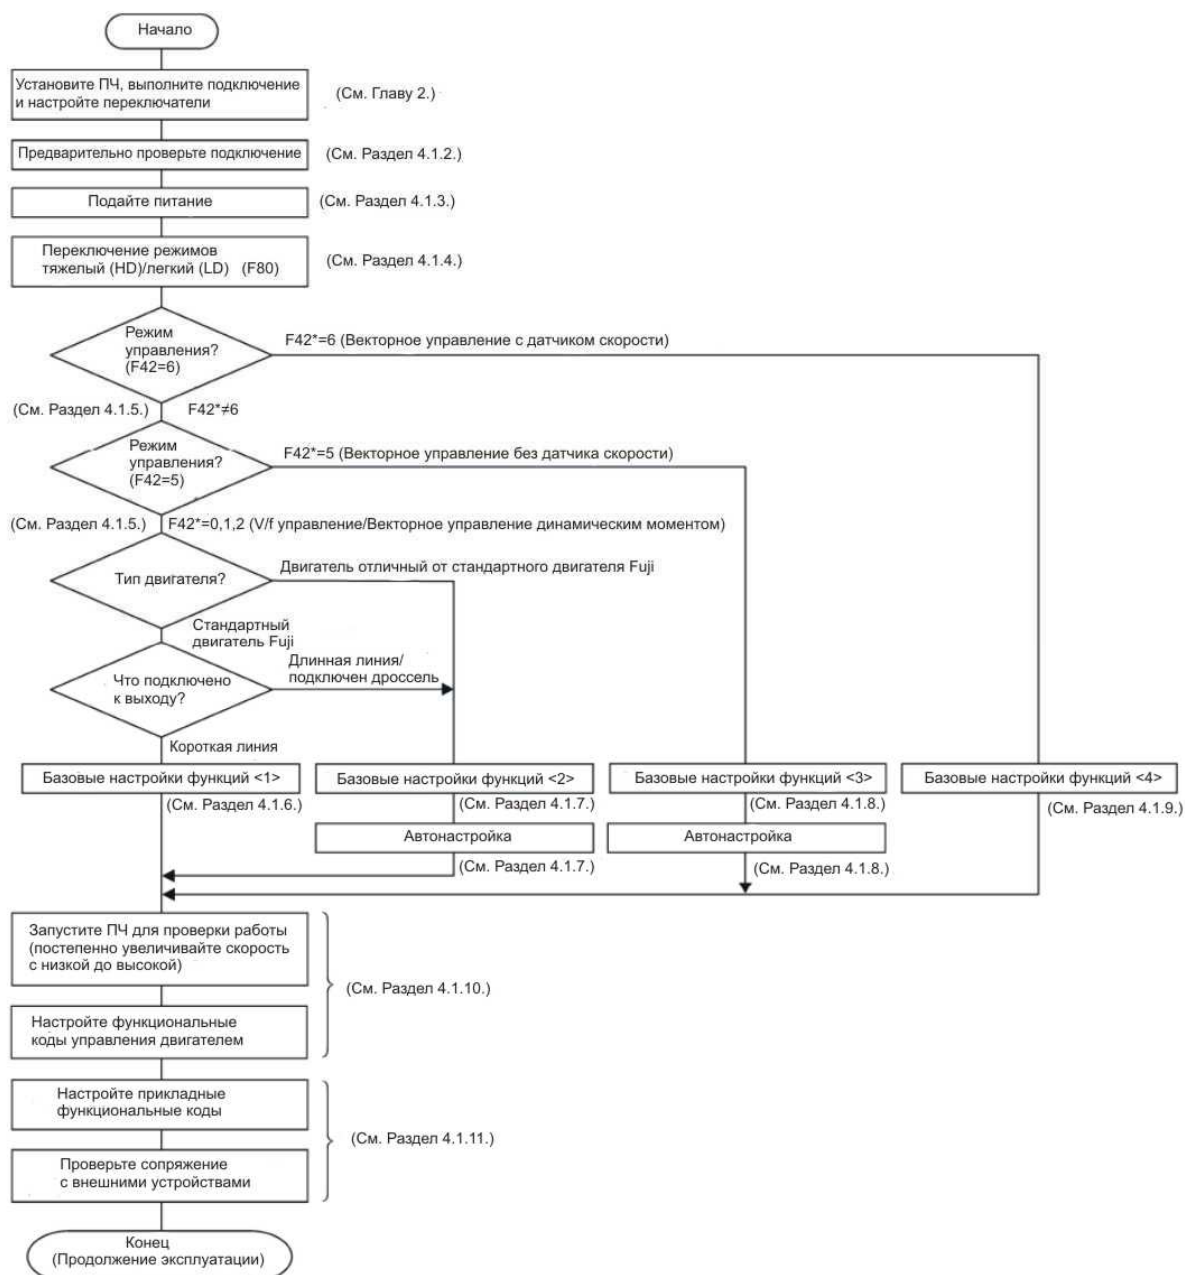 Начало
Установите ПЧ, выполните подключение
и настройте переключатели
(См. Главу 2.)
Предварительно проверьте подключение
(См. Раздел 4.1.2.)
Подайте питание
(См. Раздел 4.1.3.)
Переключение режимов
тяжелый (HD)/легкий (LD) (F80)
(См. Раздел 4.1.4.)
Режим
управления?
(F42=6)
F42*=6 (Векторное управление с датчиком скорости)
(См. Раздел 4.1.5.)
F42*≠6
Режим
управления?
(F42=5)
F42*=5 (Векторное управление без датчика скорости)
(См. Раздел 4.1.5.)
F42*=0,1,2 (V/f управление/Векторное управление динамическим моментом)
Тип двигателя?
Двигатель отличный от стандартного двигателя Fuji
Стандартный
двигатель Fuji
Что подключено
к выходу?
Длинная линия/
подключен дроссель
Короткая линия
Базовые настройки функций <1>
Базовые настройки функций <2>
Базовые настройки функций <3>
Базовые настройки функций <4>
(См. Раздел 4.1.6.)
(См. Раздел 4.1.7.)
(См. Раздел 4.1.8.)
(См. Раздел 4.1.9.)
Автонастройка
Автонастройка
(См. Раздел 4.1.7.)
(См. Раздел 4.1.8.)
Запустите ПЧ для проверки работы
(постепенно увеличивайте скорость
с низкой до высокой)
(См. Раздел 4.1.10.)
Настройте функциональные
коды управления двигателем
Настройте прикладные
функциональные коды
(См. Раздел 4.1.11.)
Проверьте сопряжение
с внешними устройствами
Конец
(Продолжение эксплуатации)